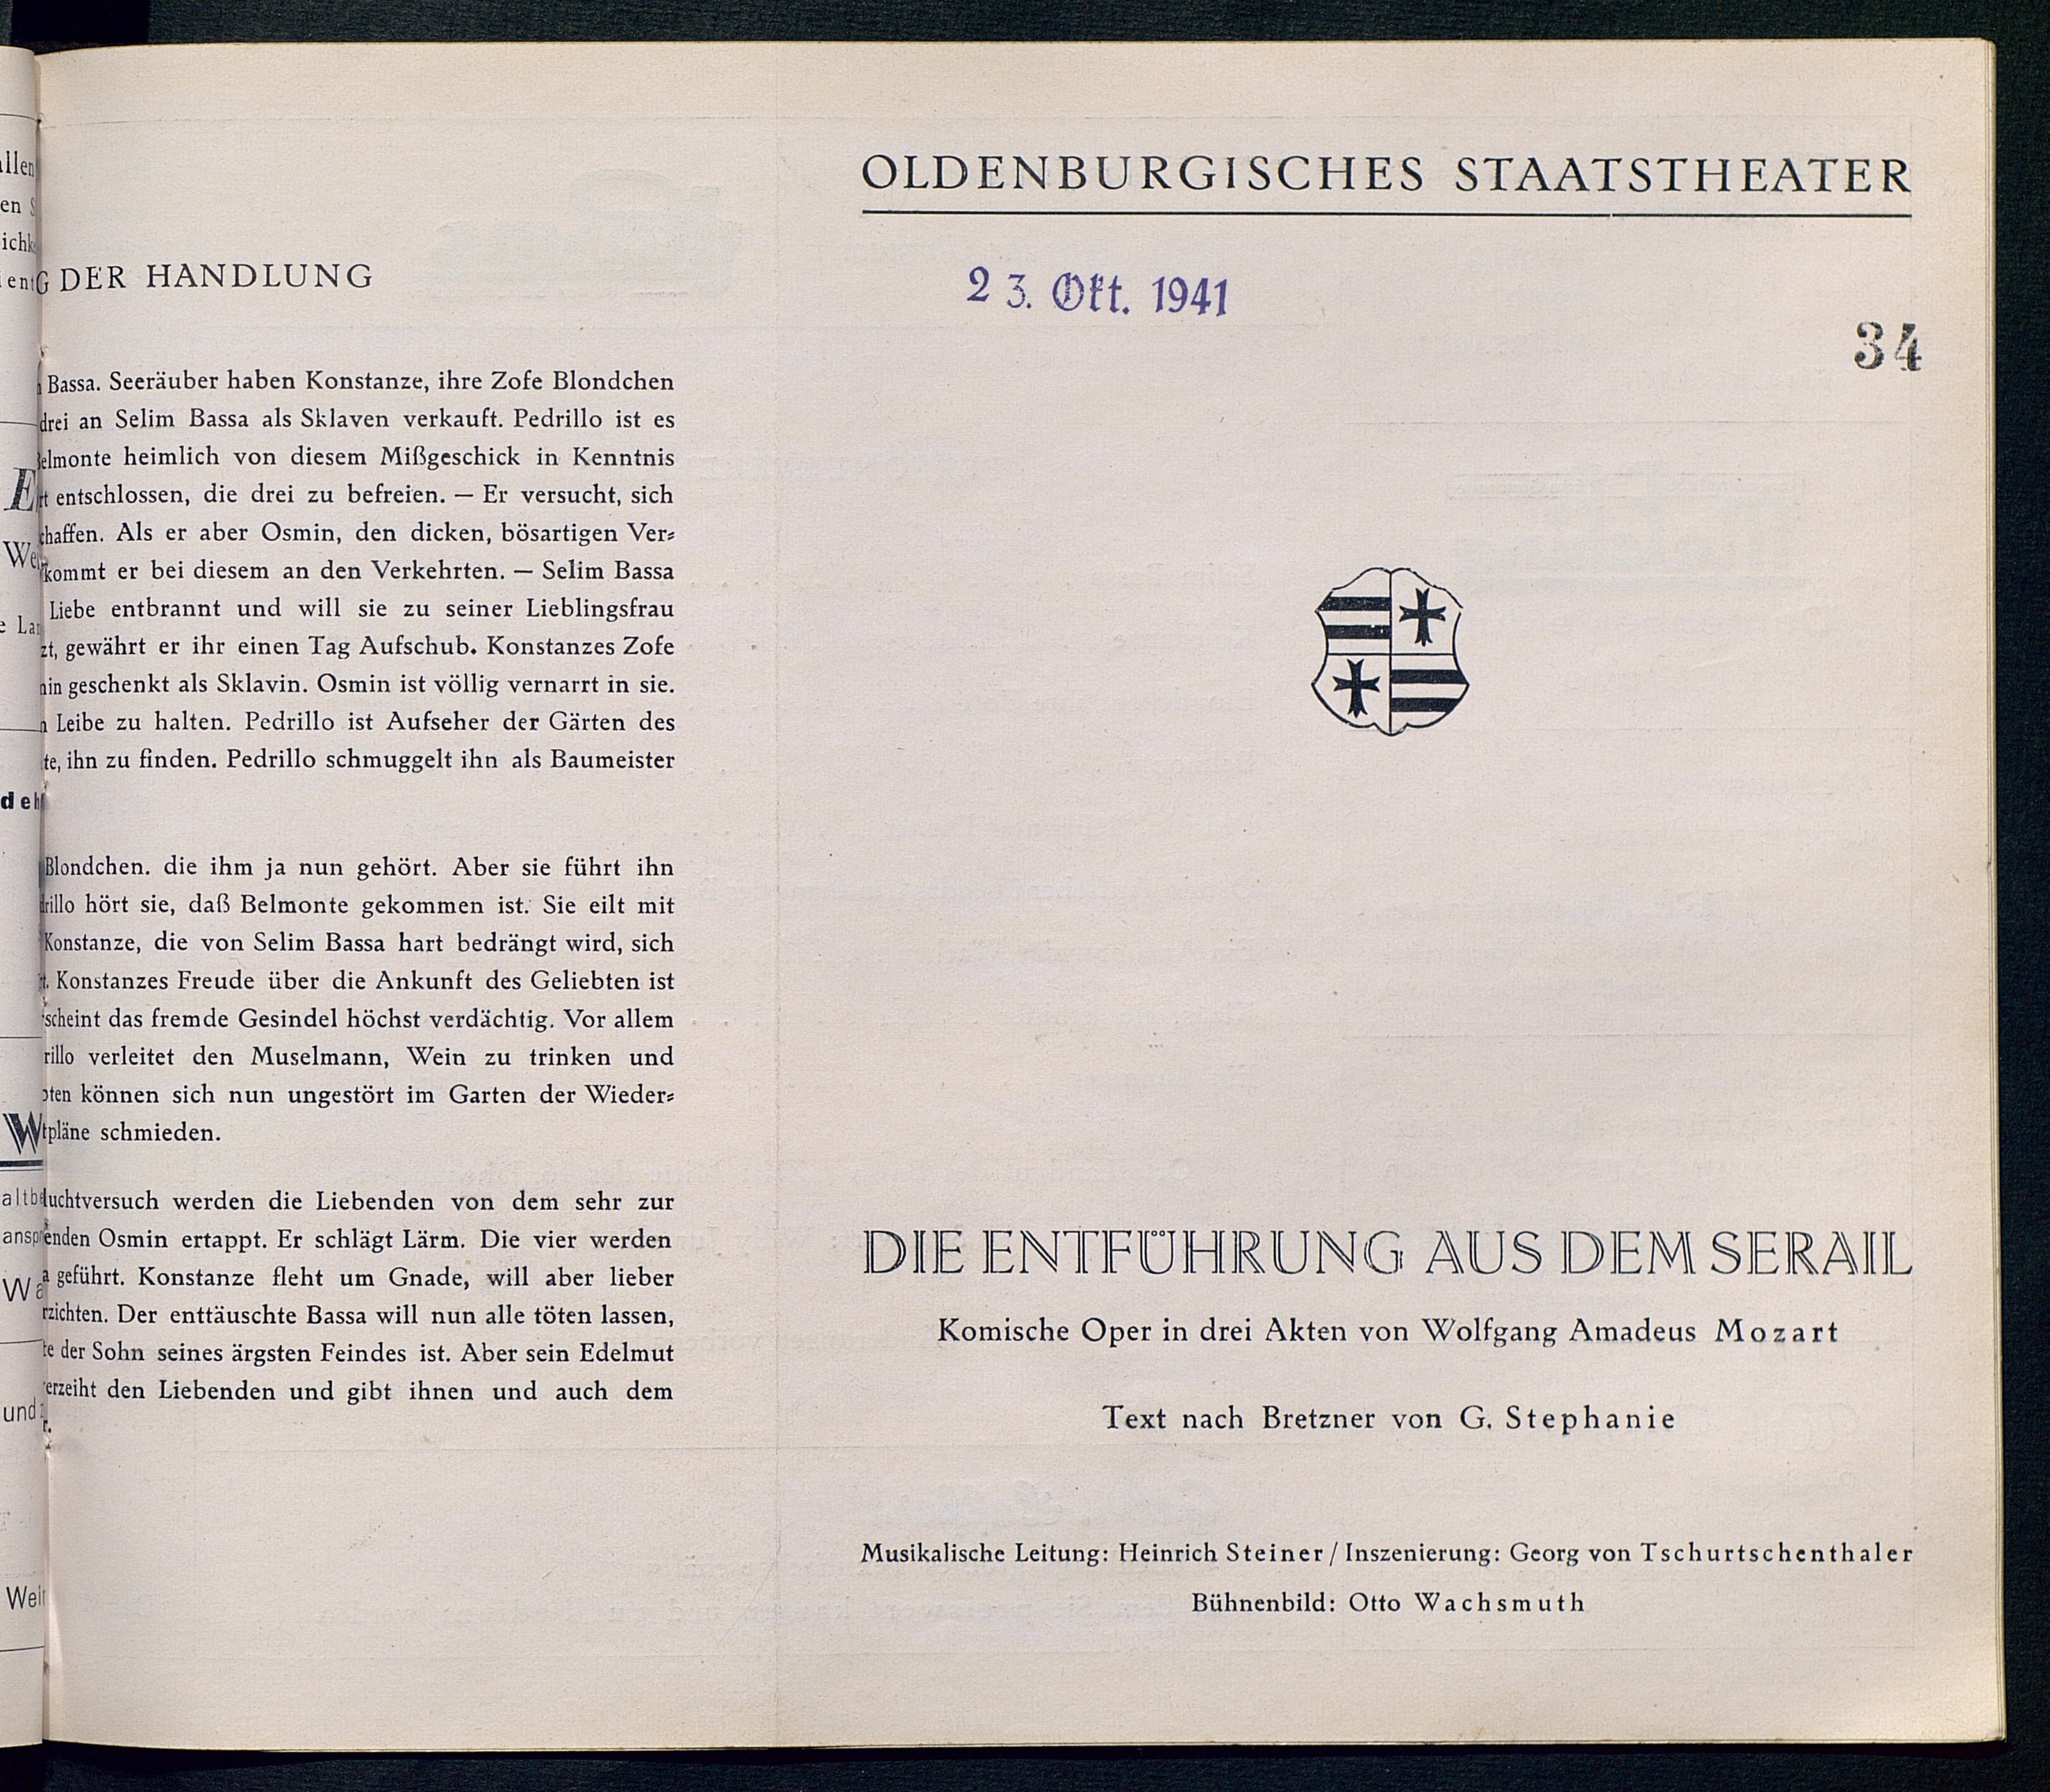 G DER HANDLUNG
Bassa. Seeräuber haben Konstanze, ihre Zofe Blondchen
drei an Selim Bassa als Sklaven verkauft. Pedrillo ist es
Belmonte heimlich von diesem Mißgeschick in Kenntnis
entschlossen, die drei zu befreien. — Er versucht, sich
chaffen. Als er aber Osmin, den dicken, bösartigen Ver⸗
kommt er bei diesem an den Verkehrten. — Selim Bassa
Liebe entbrannt und will sie zu seiner Lieblingsfrau
zt, gewährt er ihr einen Tag Aufschub. Konstanzes Zofe
min geschenkt als Sklavin. Osmin ist völlig vernarrt in sie.
Leibe zu halten. Pedrillo ist Aufseher der Gärten des
te, ihn zu finden. Pedrillo schmuggelt ihn als Baumeister
Blondchen. die ihm ja nun gehört. Aber sie führt ihn
drillo hört sie, daß Belmonte gekommen ist. Sie eilt mit
Konstanze, die von Selim Bassa hart bedrängt wird, sich
t. Konstanzes Freude über die Ankunft des Geliebten ist
scheint das fremde Gesindel höchst verdächtig. Vor allem
rillo verleitet den Muselmann, Wein zu trinken und
ten können sich nun ungestört im Garten der Wieder⸗
tpläne schmieden.
luchtversuch werden die Liebenden von dem sehr zur
enden Osmin ertappt. Er schlägt Lärm. Die vier werden
a geführt. Konstanze fleht um Gnade, will aber lieber
rzichten. Der enttäuschte Bassa will nun alle töten lassen,
te der Sohn seines ärgsten Feindes ist. Aber sein Edelmut
erzeiht den Liebenden und gibt ihnen und auch dem
r.
OLDENBURGISCHES STAATSTHEATER
23. Okt. 1941
34
DIE ENTFÜHRUNG AUS DEM SERAIL
Komische Oper in drei Akten von Wolfgang Amadeus Mozart
Text nach Bretzner von G. Stephanie
Musikalische Leitung: Heinrich Steiner / Inszenierung: Georg von Tschurtschenthaler
Bühnenbild: Otto Wachsmuth